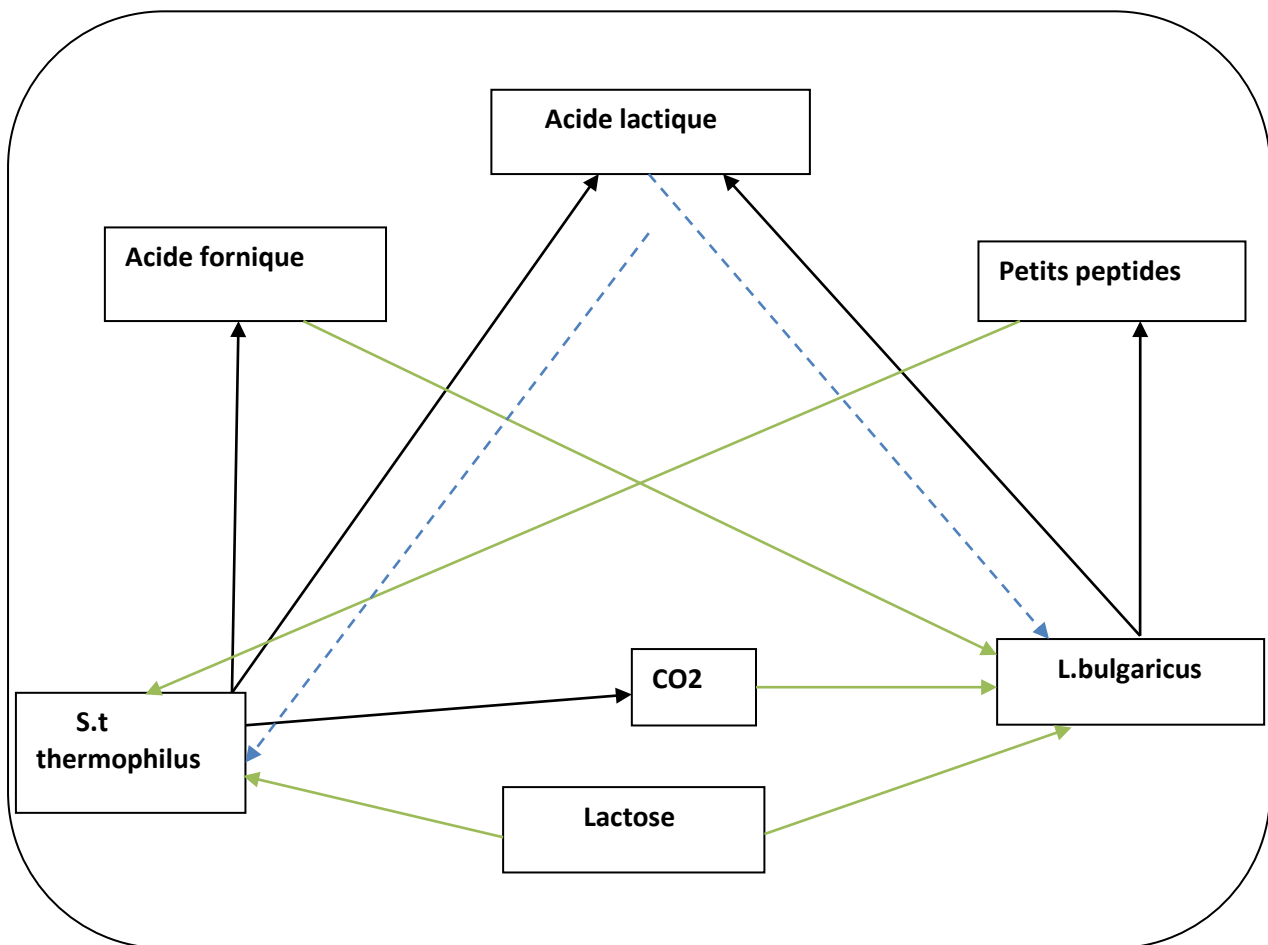 Acide lactique
Acide fornique
Petits peptides
CO2
L.bulgaricus
S.t
thermophilus
Lactose